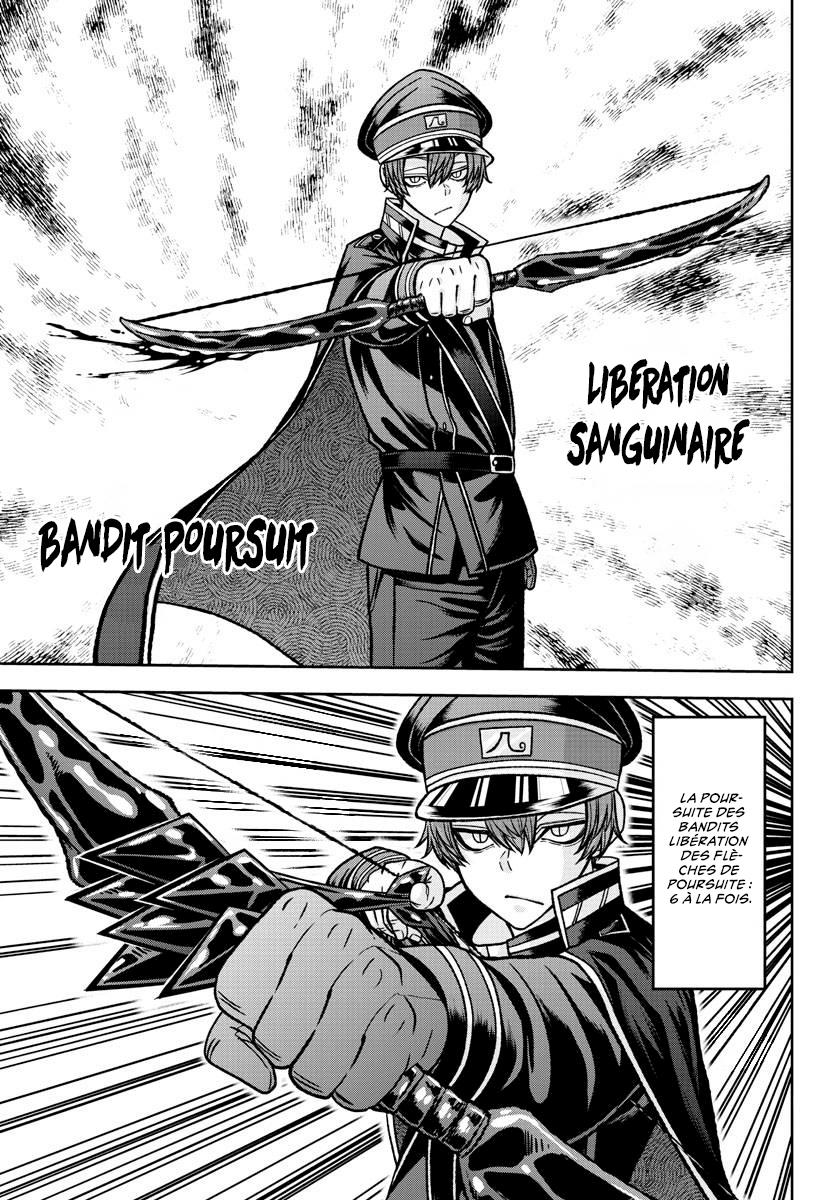 LIBERATION
SANGUINAIRE
BANDIT POURSUIT
LA POUR-
SUITE DES
BANDITS
LIBÉRATION
DES FLÈ-
CHES DE
POURSUITE :
6 À LA FOIS.